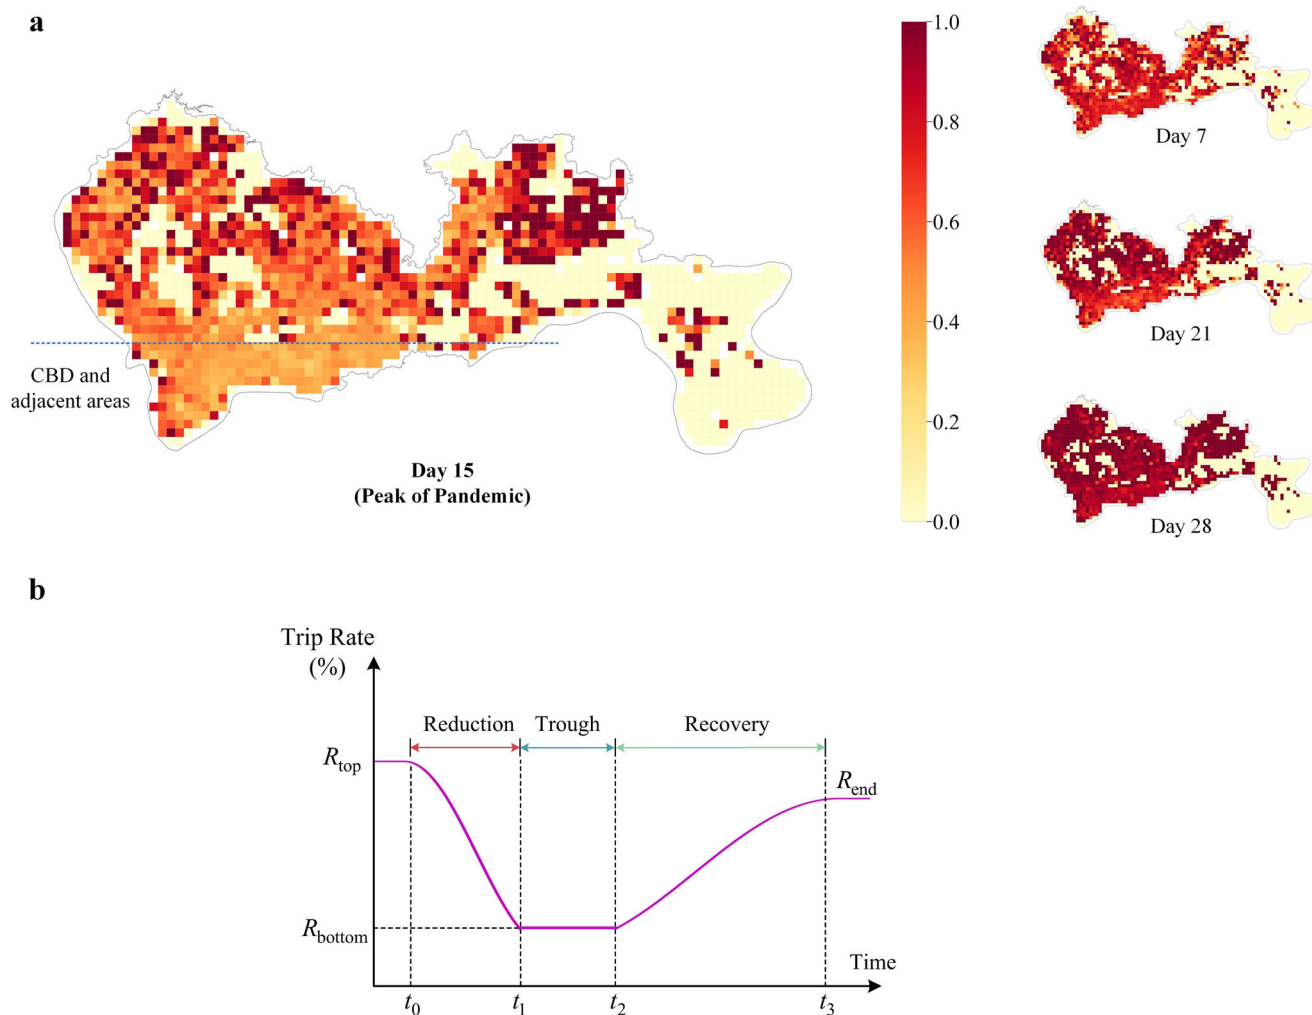 a
1.0
0.8
0.6
0.4
0.2
0.0
CBD and
adjacent areas
Day 15
(Peak of Pandemic)
Day 7
Day 21
Day 28
b
Trip Rate
(%)
Reduction
Trough
Recovery
R_top
R_end
R_bottom
Time
t_0
t_1
t_2
t_3